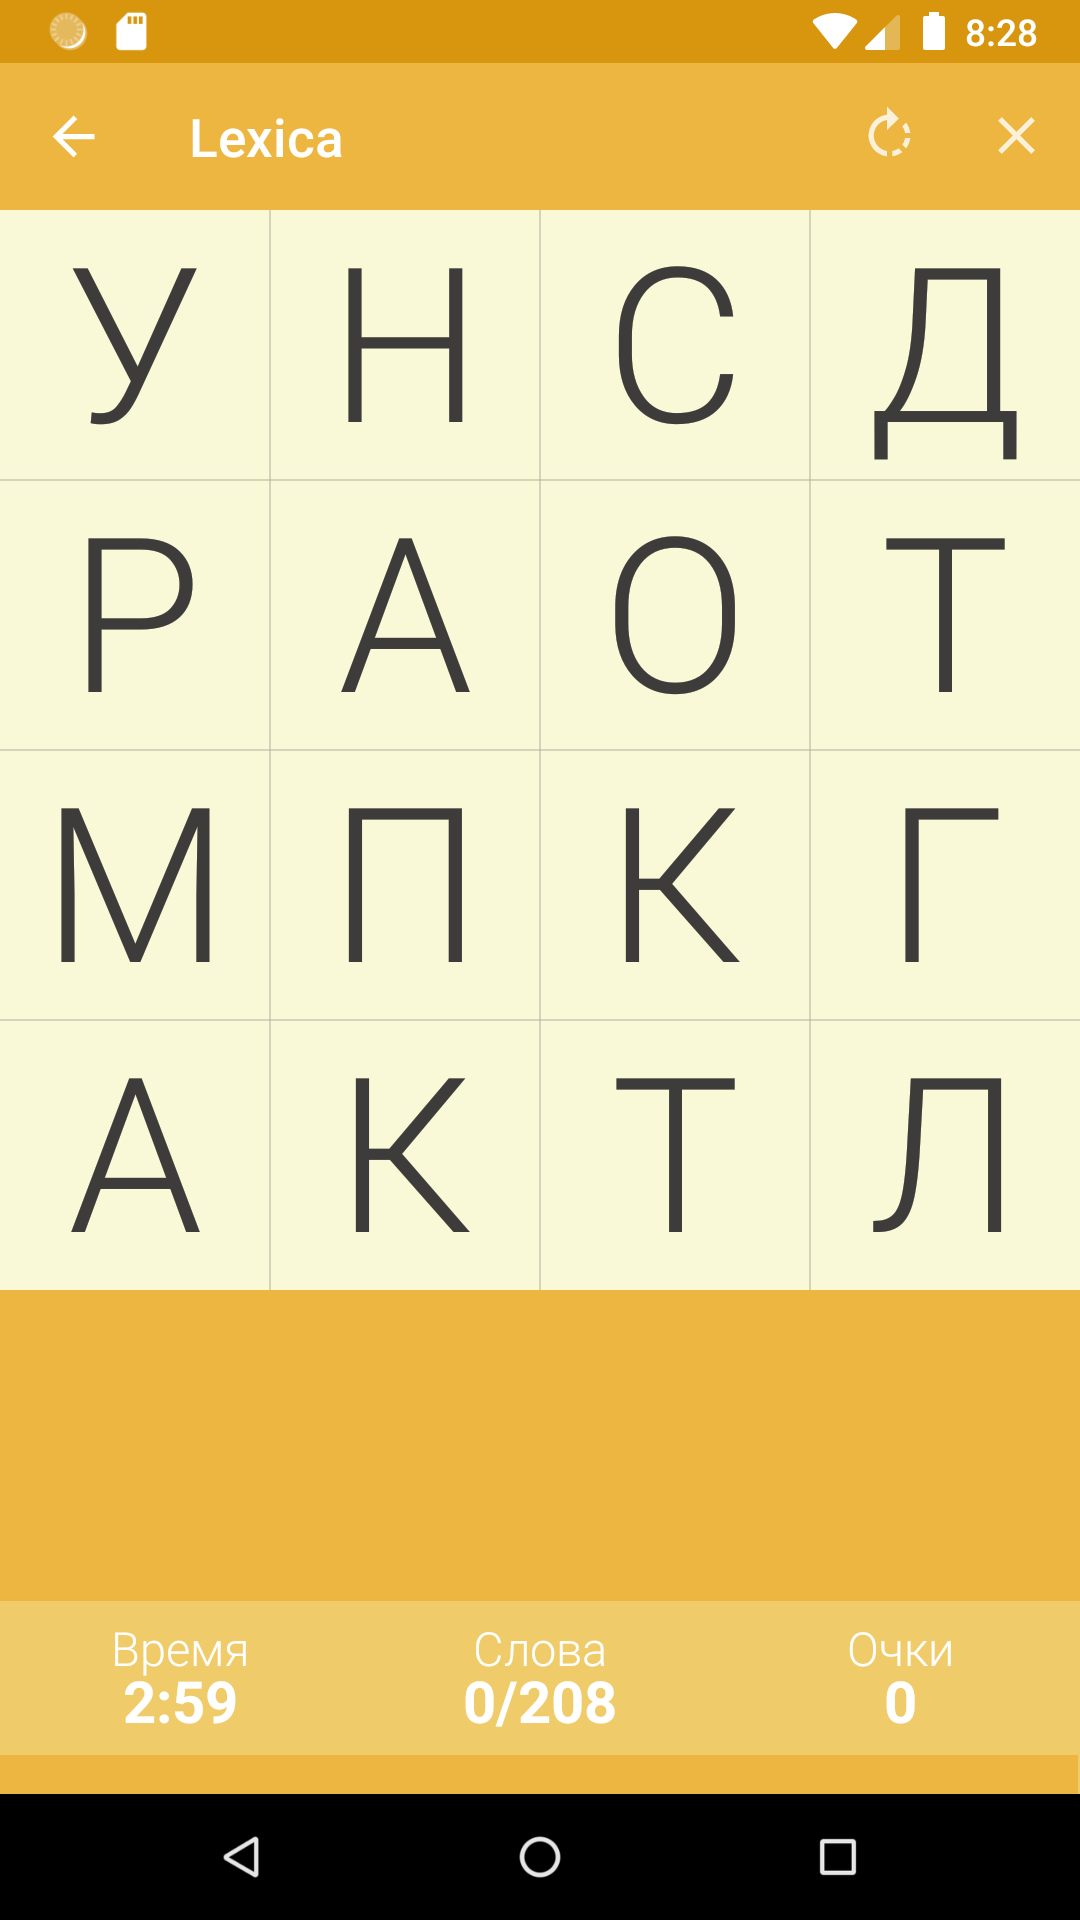 8:28
Lexica
У Н С Д
Р А О Т
М П К Г
А К Т Л
Время Слова Очки
2:59 0/208 0